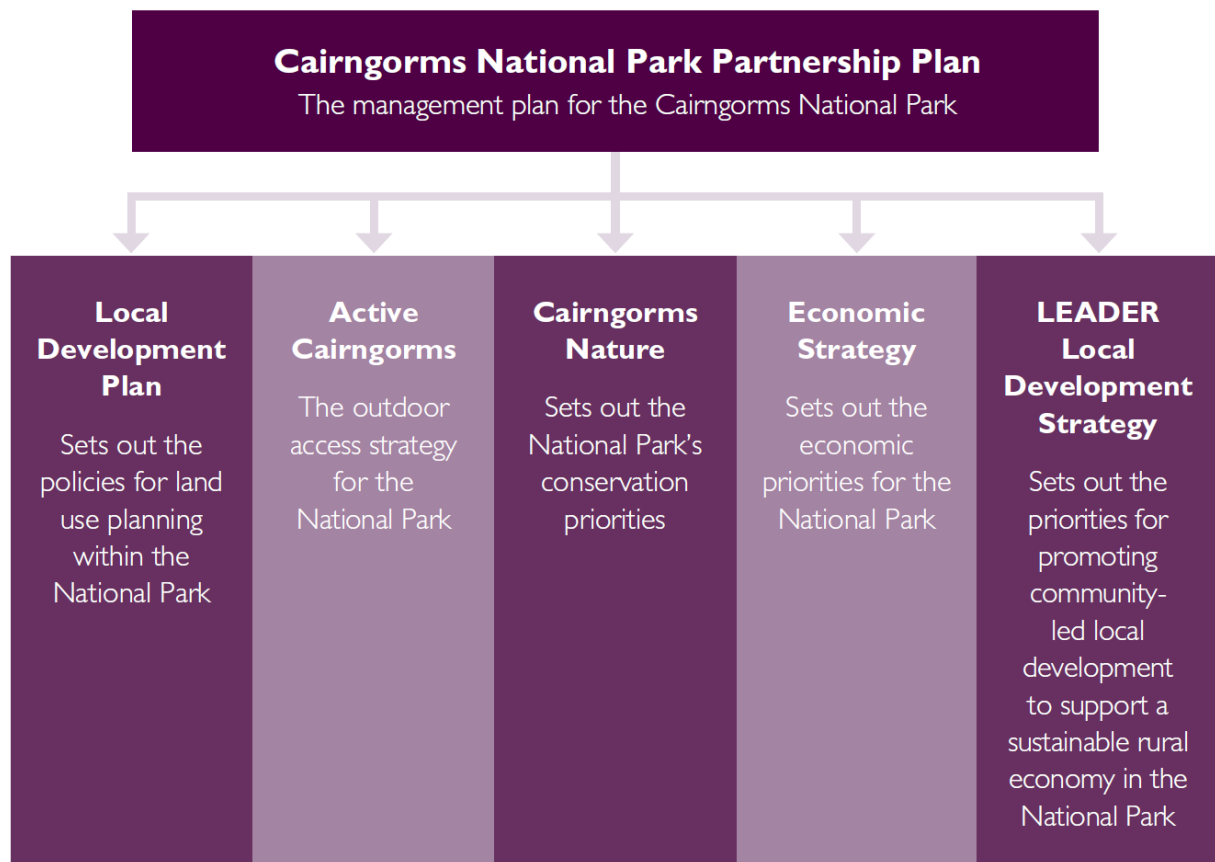 Cairngorms National Park Partnership Plan
The management plan for the Cairngorms National Park
Local
Development
Plan
Sets out the
policies for land
use planning
within the
National Park
Active
Cairngorms
The outdoor
access strategy
for the
National Park
Cairngorms
Nature
Sets out the
National Park’s
conservation
priorities
Economic
Strategy
Sets out the
economic
priorities for the
National Park
LEADER
Local
Development
Strategy
Sets out the
priorities for
promoting
community-
led local
development
to support a
sustainable rural
economy in the
National Park